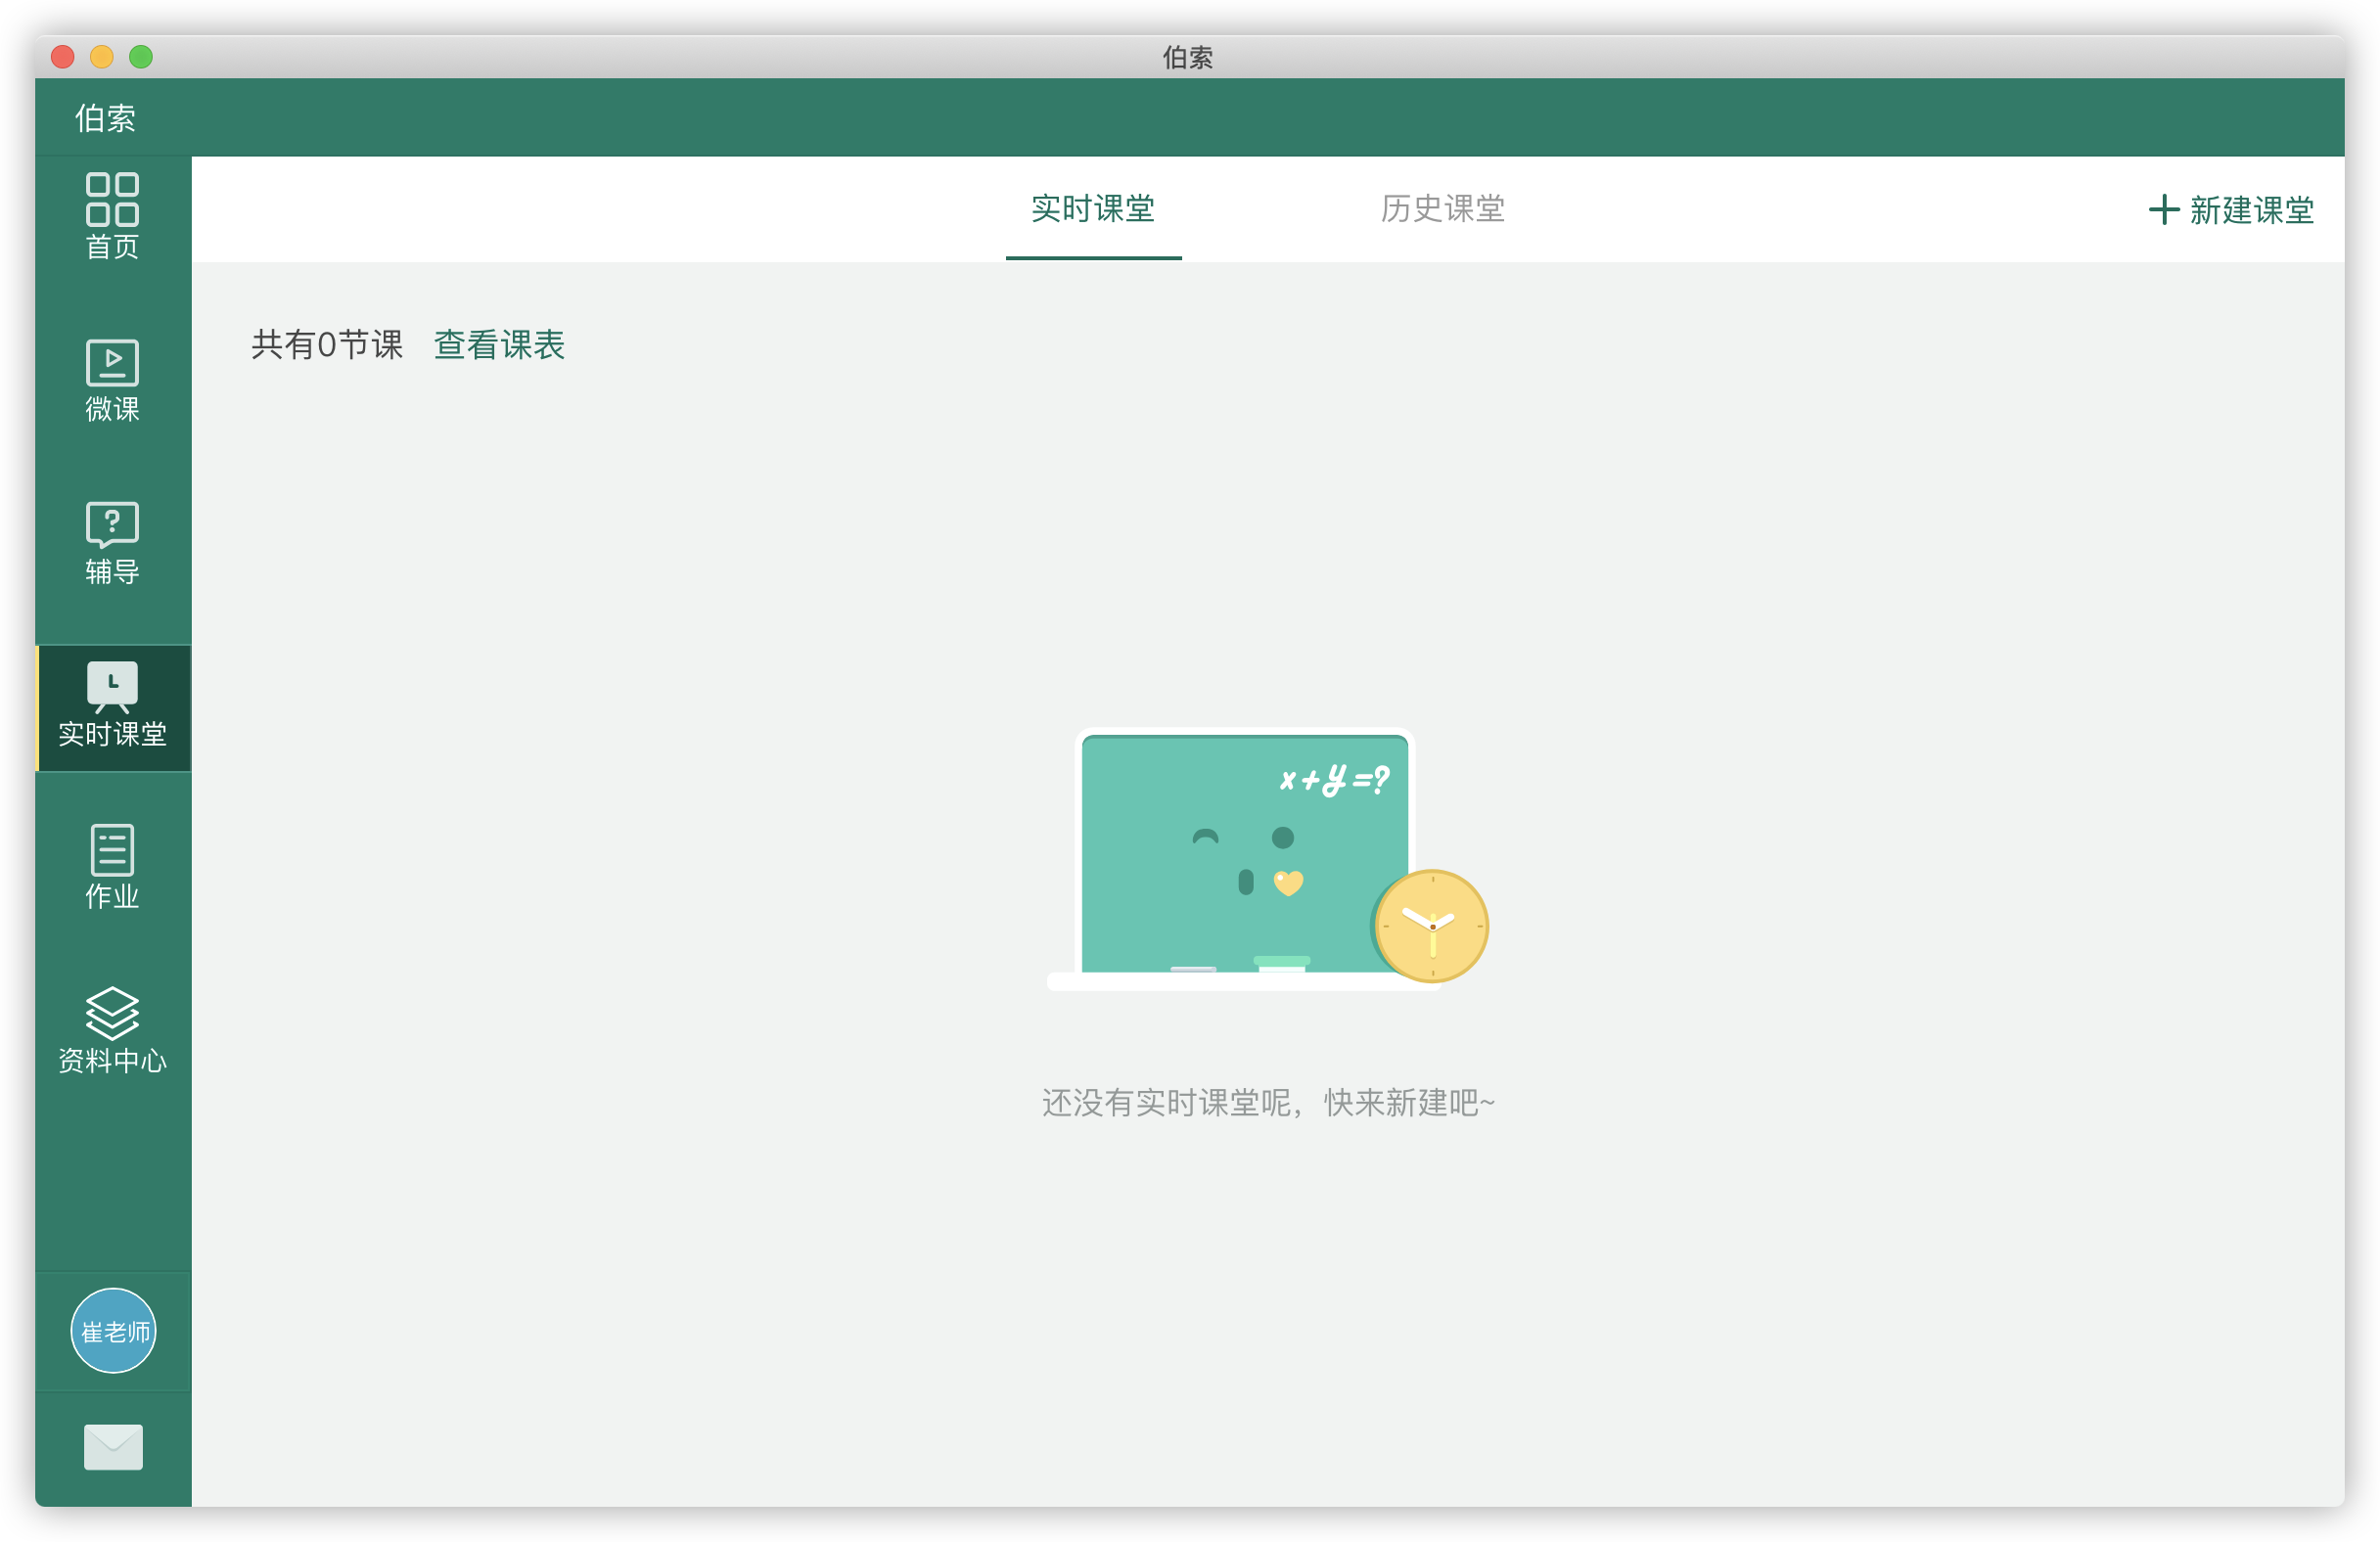 伯索
伯索
首页
微课
辅导
实时课堂
作业
资料中心
崔老师
实时课堂
历史课堂
新建课堂
共有0节课 查看课表
x+y=?
还没有实时课堂呢，快来新建吧~